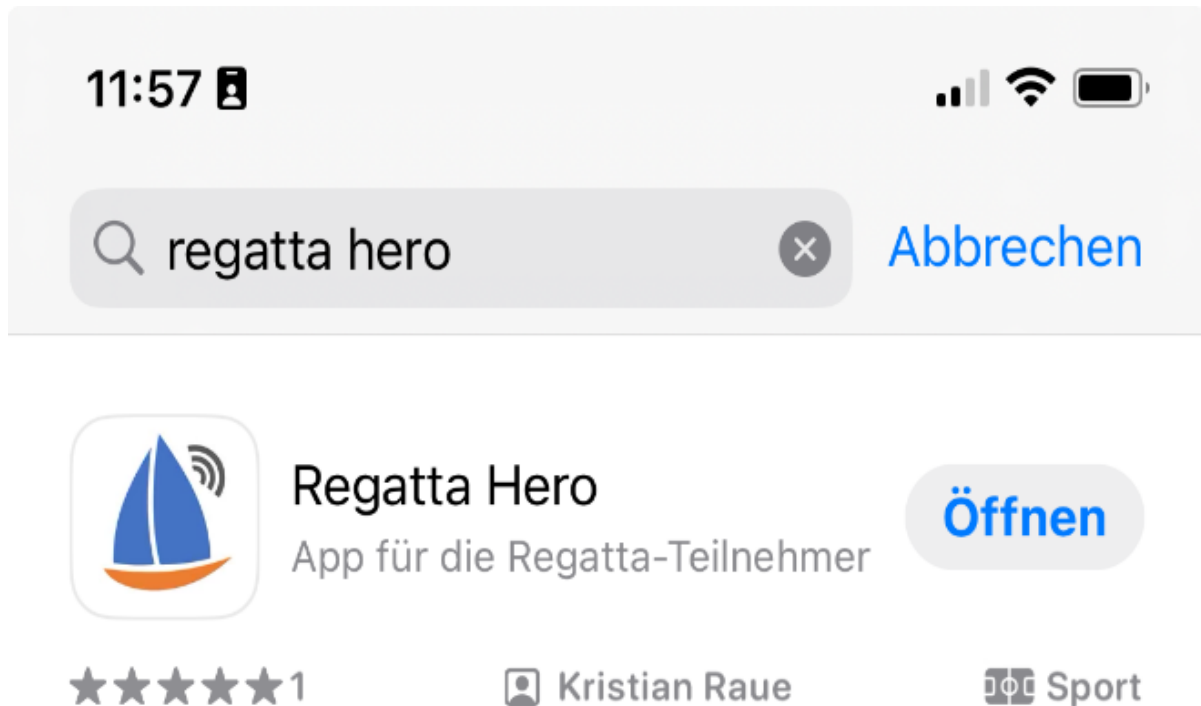 11:57
regatta hero
Abbrechen
Regatta Hero
App für die Regatta-Teilnehmer
Öffnen
1
Kristian Raue
Sport